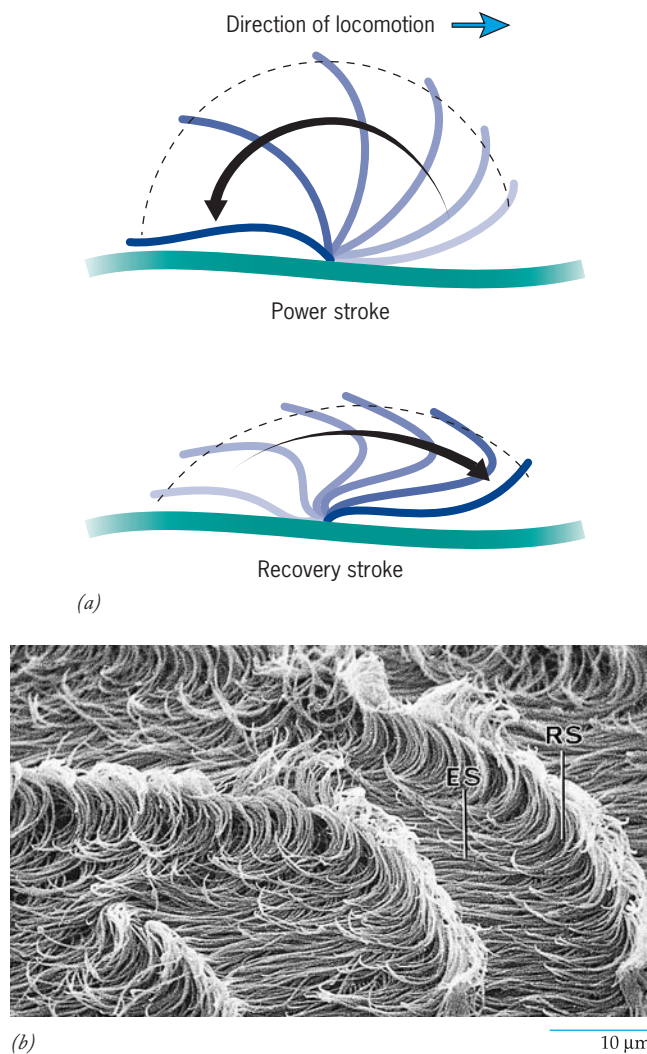 Direction of locomotion
Power stroke
Recovery stroke
(a)
RS
ES
(b)
10 µm